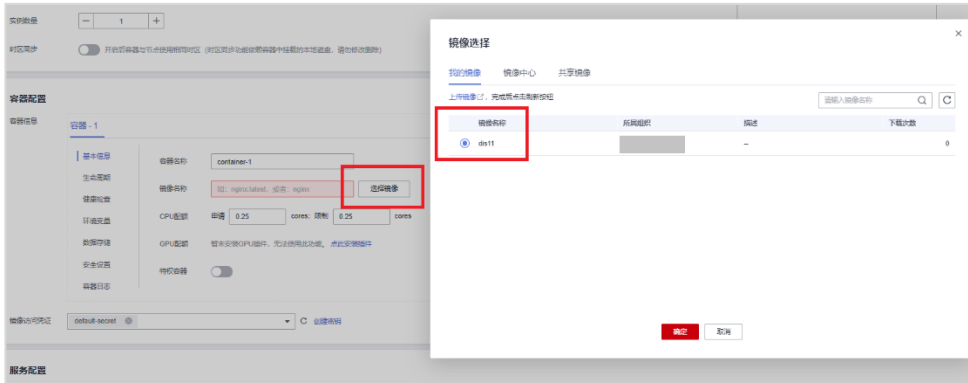 实例数量
1
时区同步
开启后容器与节点使用相同时区（时区同步功能依赖容器中挂载的本地磁盘，请勿修改删除）
容器配置
容器信息
容器 - 1
基本信息
生命周期
健康检查
环境变量
数据存储
安全设置
容器日志
容器名称
container-1
镜像名称
如：nginx:latest，或者：nginx
选择镜像
CPU配额
申请 0.25 cores; 限制 0.25 cores
GPU配额
暂未安装GPU插件，无法使用此功能。点此安装插件
特权容器
镜像访问凭证
default-secret
创建密钥
服务配置
镜像选择
我的镜像 镜像中心 共享镜像
上传镜像，完成后点击刷新按钮
请输入镜像名称
镜像名称 所属组织 描述 下载次数
dis11 -- 0
确定 取消